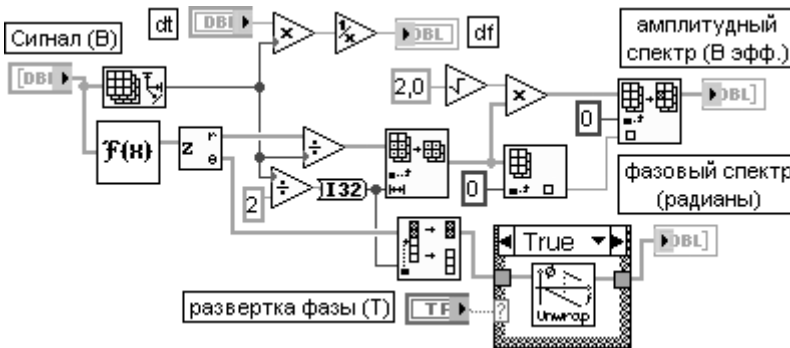 dt
DBL
×
1/x
DBL
df
амплитудный
спектр (В эфф.)
Сигнал (В)
[DBL
2,0
√
×
0
DBL]
F(x)
z
r
θ
÷
÷
2
I32
0
фазовый спектр
(радианы)
True
DBL]
развертка фазы (Т)
TF
?
Φ
f
Unwrap